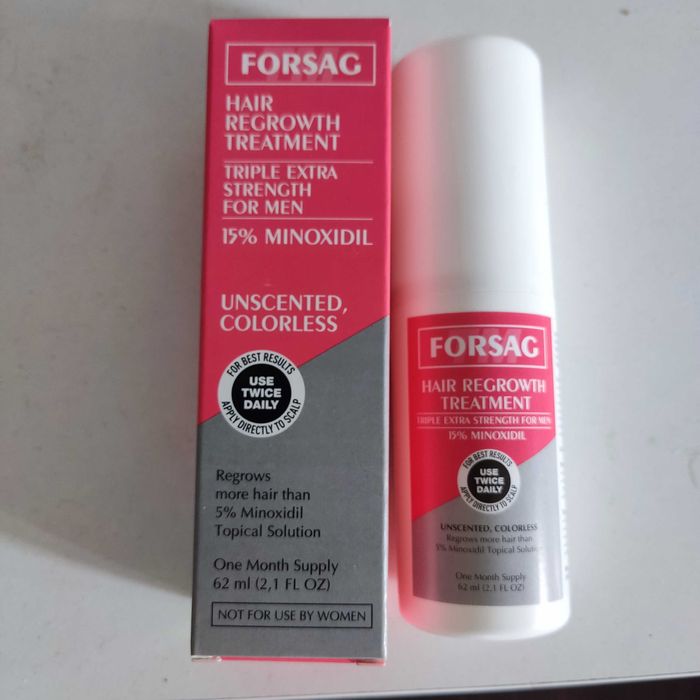 FORSAG
HAIR
REGROWTH
TREATMENT
TRIPLE EXTRA
STRENGTH
FOR MEN
15% MINOXIDIL
UNSCENTED,
COLORLESS
FOR BEST RESULTS
USE
TWICE
DAILY
APPLY DIRECTLY TO SCALP
Regrows
more hair than
5% Minoxidil
Topical Solution
One Month Supply
62 ml (2,1 FL OZ)
NOT FOR USE BY WOMEN
FORSAG
HAIR REGROWTH
TREATMENT
TRIPLE EXTRA STRENGTH FOR MEN
15% MINOXIDIL
FOR BEST RESULTS
USE
TWICE
DAILY
APPLY DIRECTLY TO SCALP
UNSCENTED, COLORLESS
Regrows more hair than
5% Minoxidil Topical Solution
One Month Supply
62 ml (2,1 FL OZ)